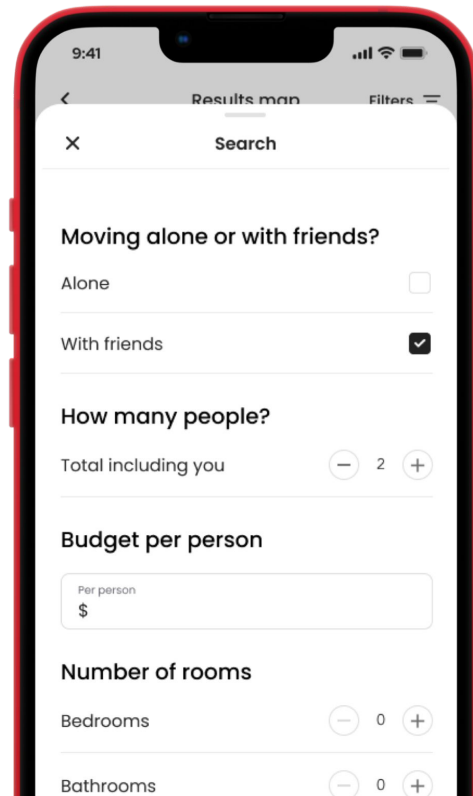 9:41
Results map
Filters
Search
Moving alone or with friends?
Alone
With friends
How many people?
Total including you
2
Budget per person
Per person
$
Number of rooms
Bedrooms
0
Bathrooms
0